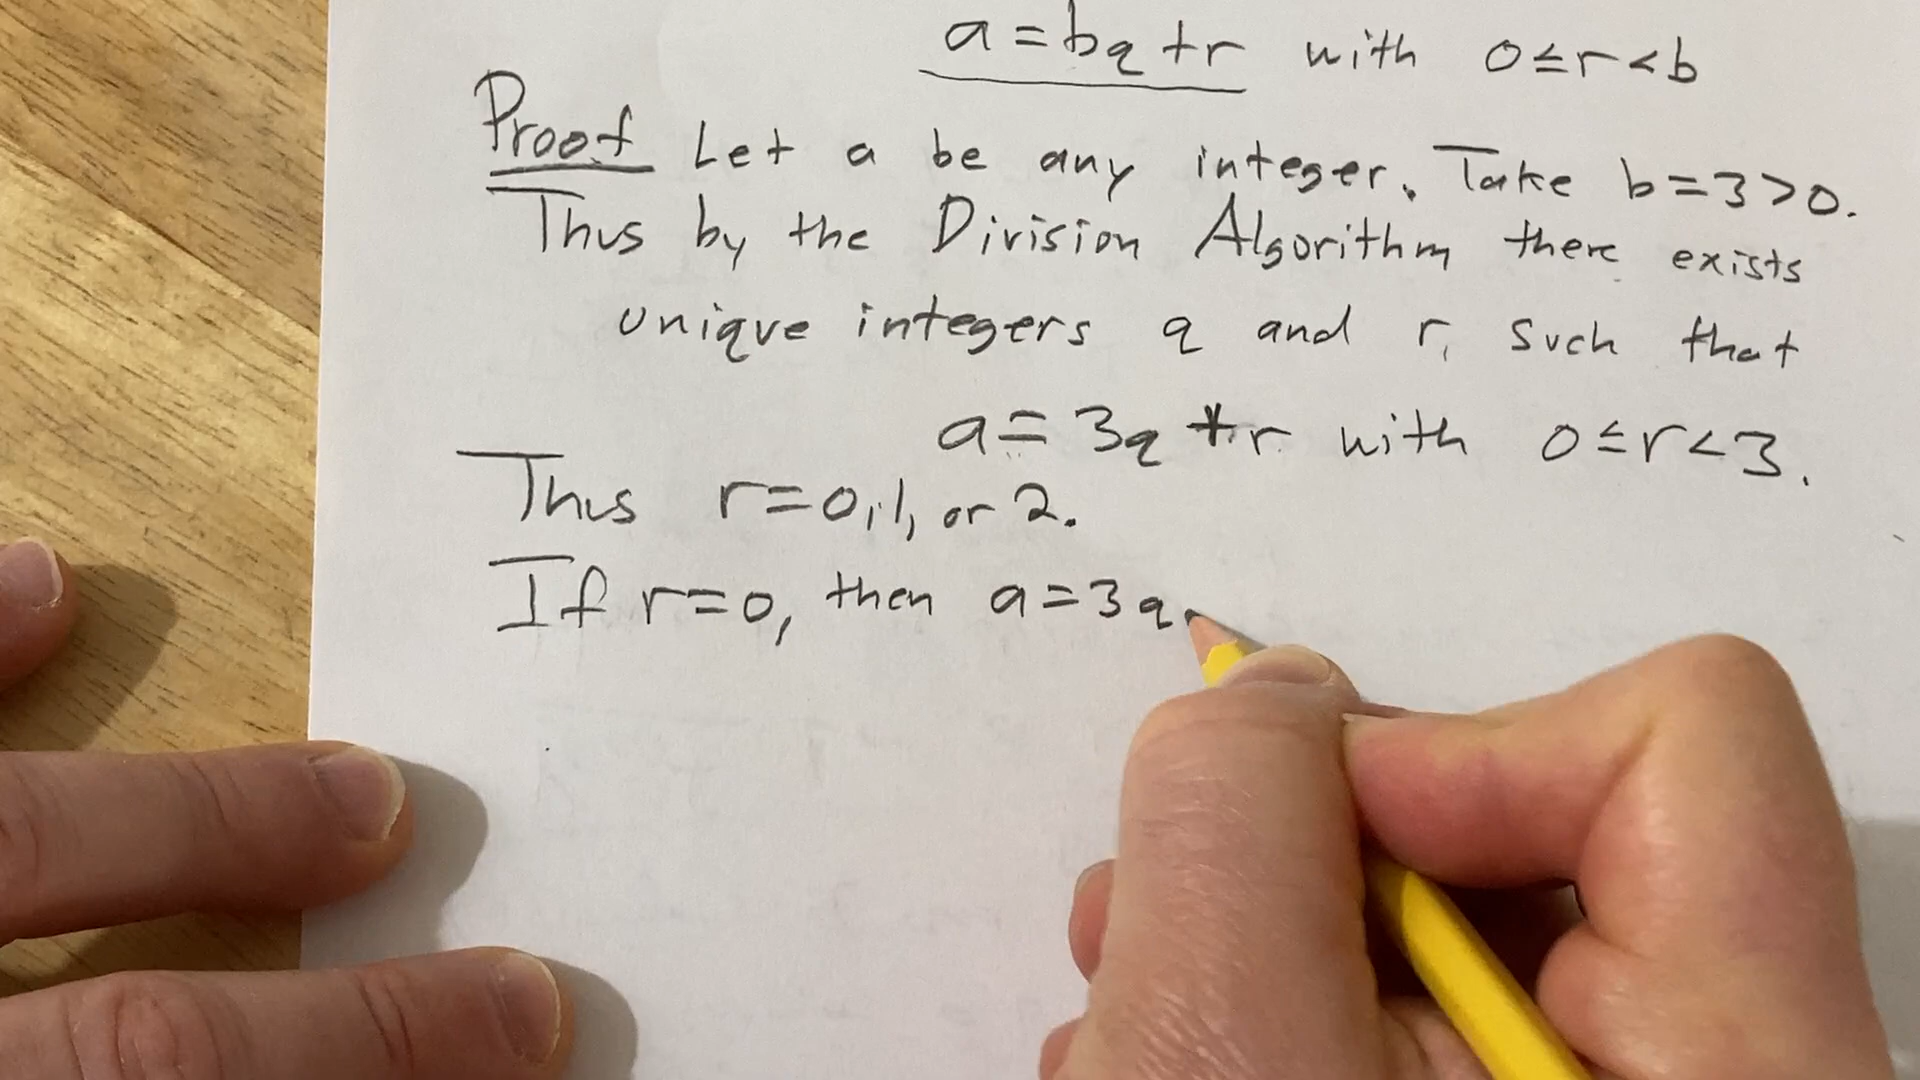 a = bq + r with 0 ≤ r < b
Proof Let a be any integer. Take b = 3 > 0.
Thus by the Division Algorithm there exists
unique integers q and r, such that
a = 3q + r with 0 ≤ r < 3.
Thus r = 0, 1, or 2.
If r = 0, then a = 3q.